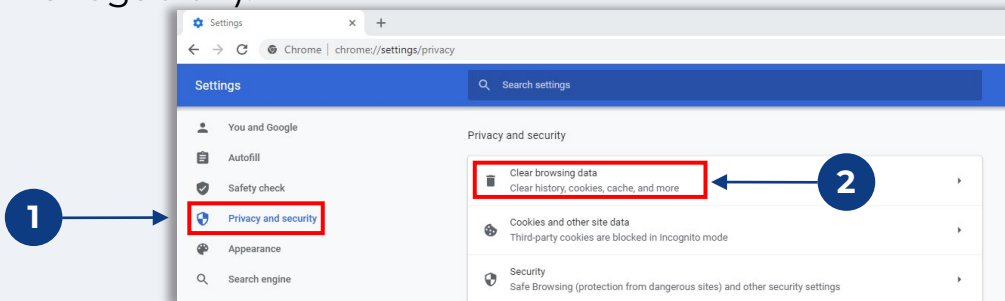 Settings
Chrome | chrome://settings/privacy
Settings
Search settings
You and Google
Autofill
Safety check
Privacy and security
Appearance
Search engine
1
Privacy and security
Clear browsing data
Clear history, cookies, cache, and more
2
Cookies and other site data
Third-party cookies are blocked in Incognito mode
Security
Safe Browsing (protection from dangerous sites) and other security settings